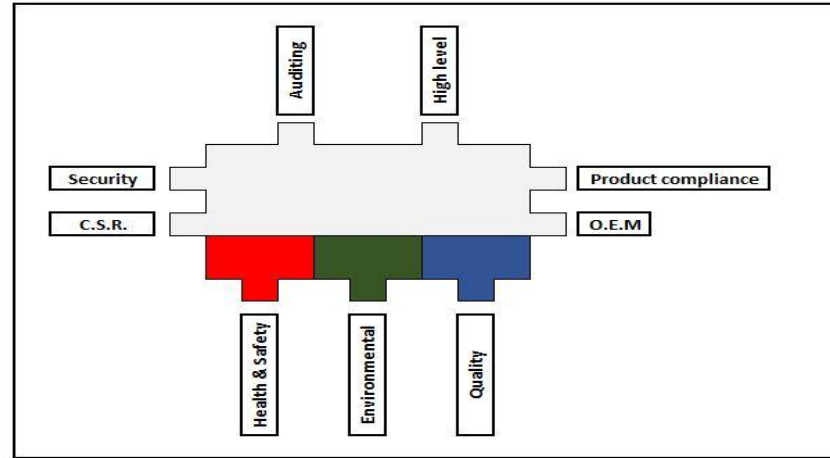 Auditing
High level
Security
Product compliance
C.S.R.
O.E.M
Health & Safety
Environmental
Quality